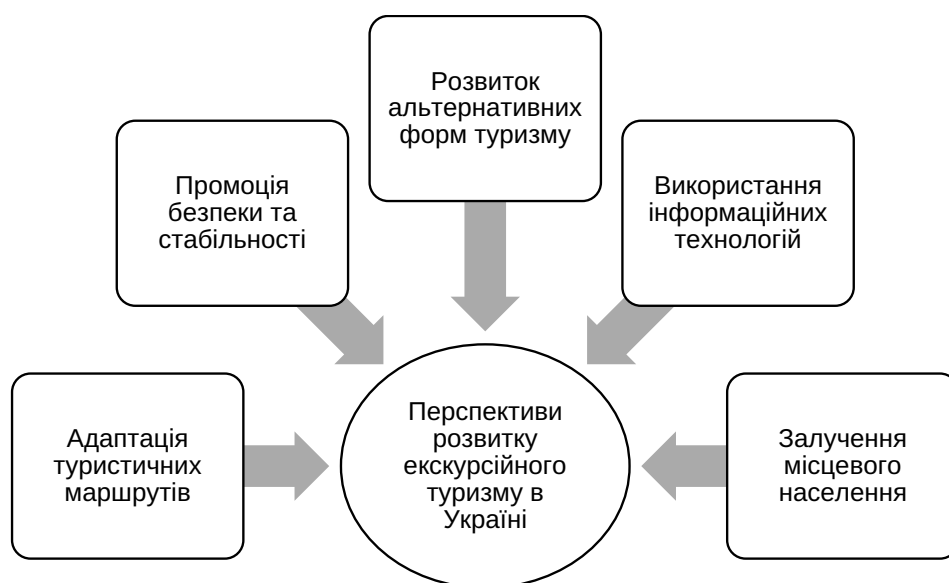 Розвиток
альтернативних
форм туризму
Промоція
безпеки та
стабільності
Використання
інформаційних
технологій
Адаптація
туристичних
маршрутів
Перспективи
розвитку
екскурсійного
туризму в
Україні
Залучення
місцевого
населення